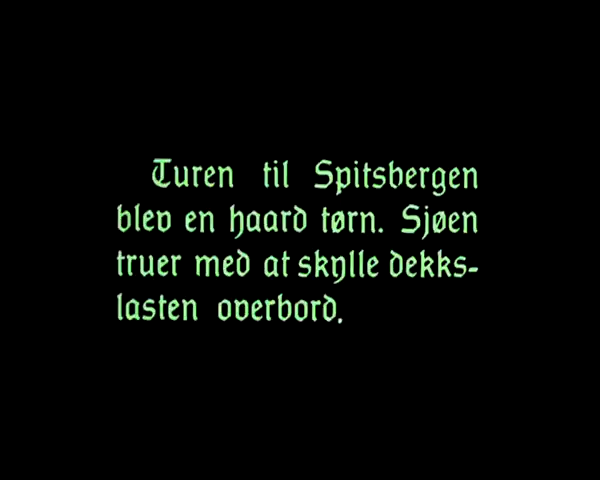 Turen til Spitsbergen
blev en haard tørn. Sjøen
truer med at skylle dekks-
lasten overbord.